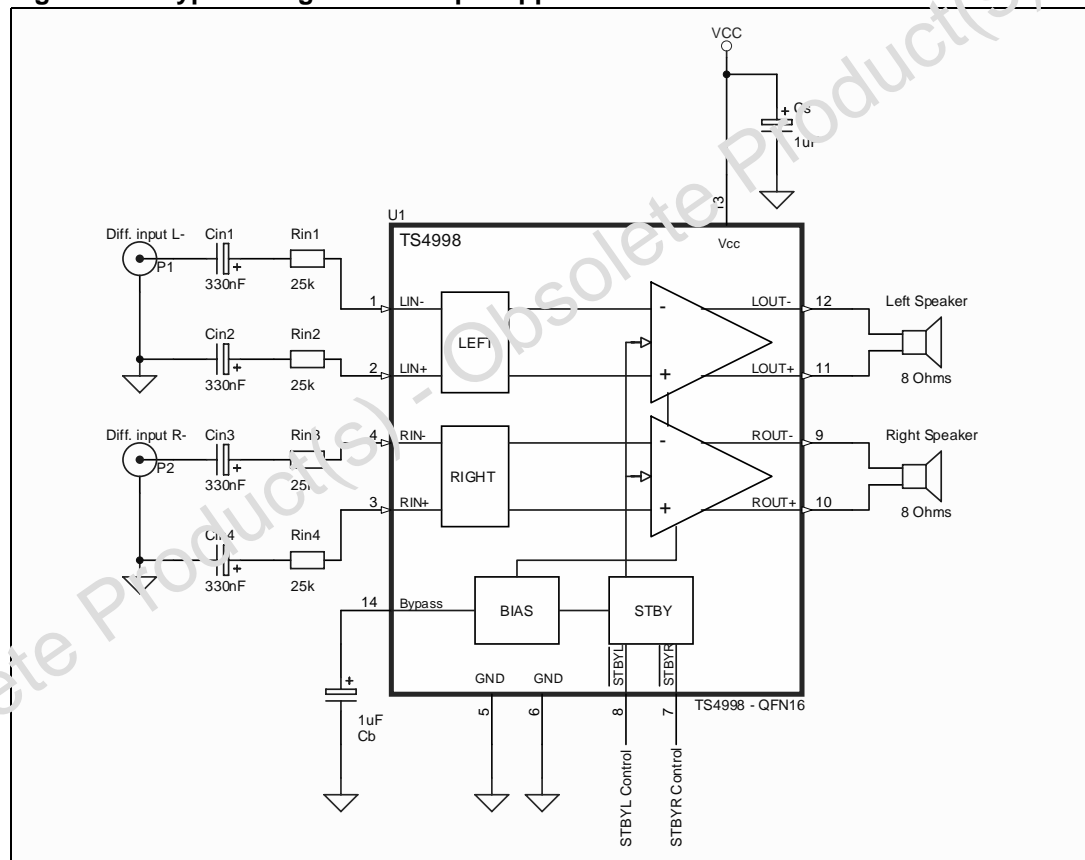 VCC
Cs
1uF
13
U1
TS4998
Vcc
Diff. input L-
P1
Cin1
330nF
Rin1
25k
1
LIN-
Cin2
330nF
Rin2
25k
2
LIN+
LEFT
-
+
LOUT-
12
LOUT+
11
Left Speaker
8 Ohms
Diff. input R-
P2
Cin3
330nF
Rin3
4
RIN-
3
RIN+
RIGHT
-
+
ROUT-
9
ROUT+
10
Right Speaker
8 Ohms
Cin4
330nF
Rin4
25k
14
Bypass
BIAS
STBY
STBYL
STBYR
GND
GND
5
6
8
7
TS4998 - QFN16
1uF
Cb
STBYL Control
STBYR Control
Product(s) - Obsolete Product(s)